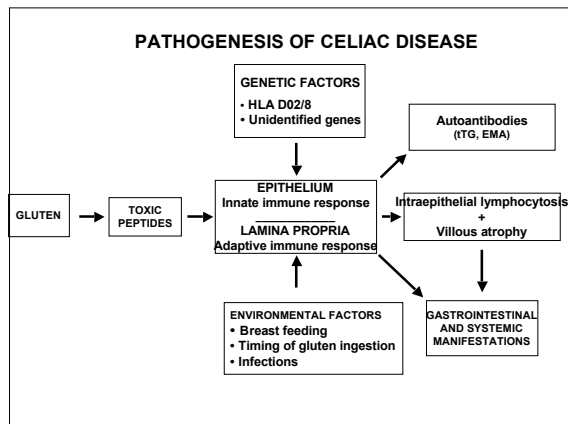 PATHOGENESIS OF CELIAC DISEASE
GENETIC FACTORS
• HLA D02/8
• Unidentified genes
Autoantibodies
(tTG, EMA)
GLUTEN
TOXIC
PEPTIDES
EPITHELIUM
Innate immune response
____________
LAMINA PROPRIA
Adaptive immune response
Intraepithelial lymphocytosis
+
Villous atrophy
ENVIRONMENTAL FACTORS
• Breast feeding
• Timing of gluten ingestion
• Infections
GASTROINTESTINAL
AND SYSTEMIC
MANIFESTATIONS